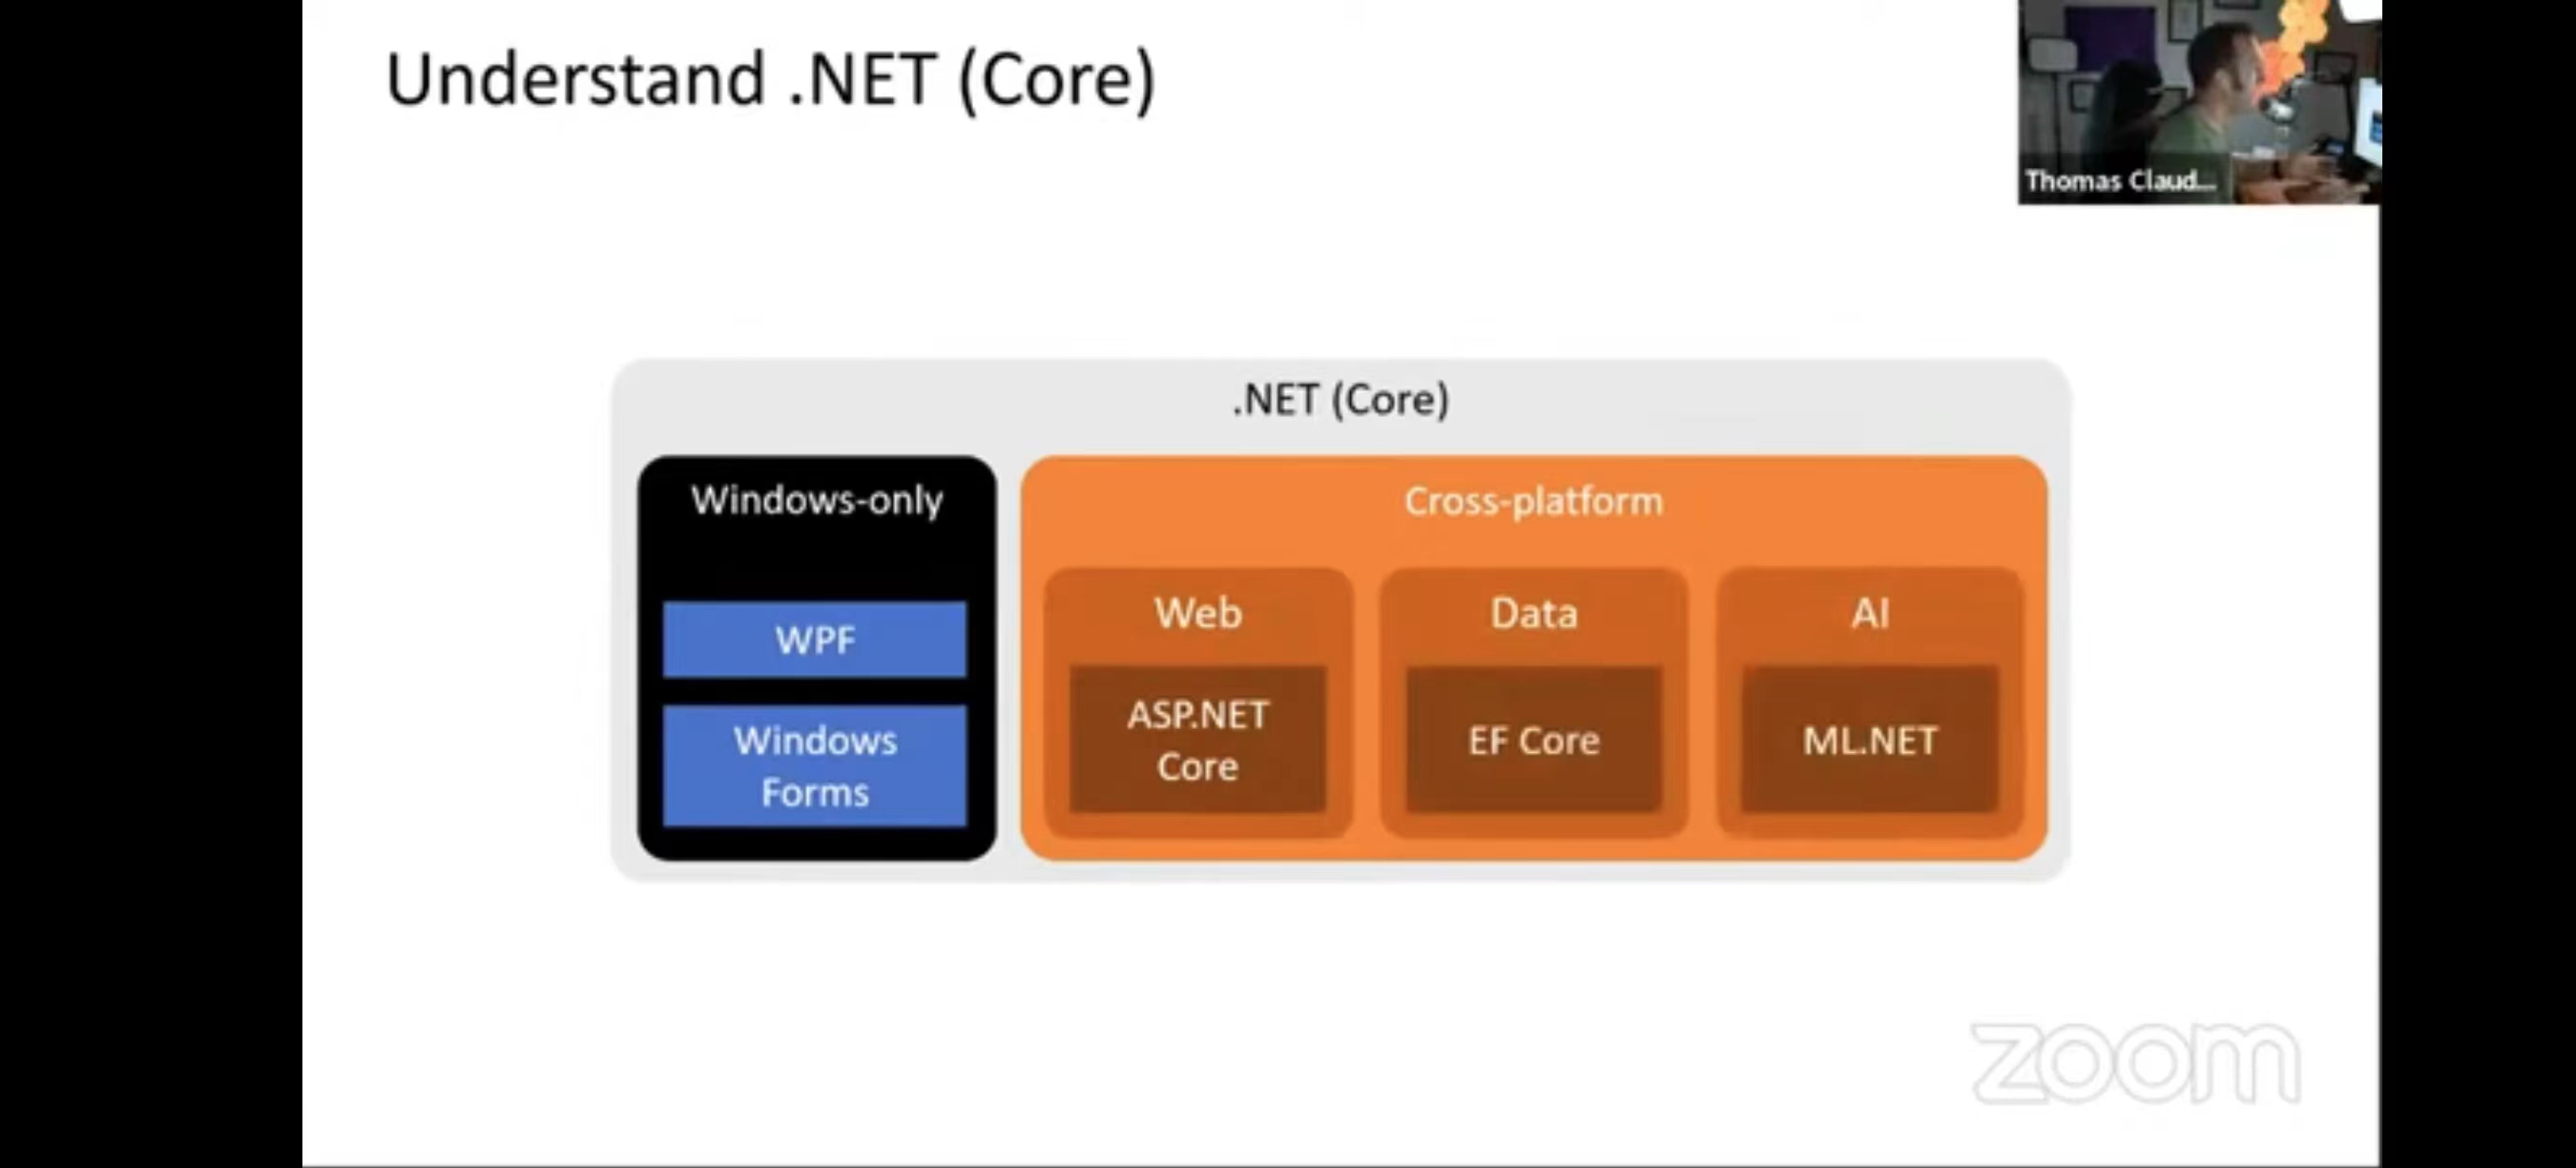 Understand .NET (Core)
Thomas Claud...
.NET (Core)
Windows-only
WPF
Windows
Forms
Cross-platform
Web
ASP.NET
Core
Data
EF Core
AI
ML.NET
zoom